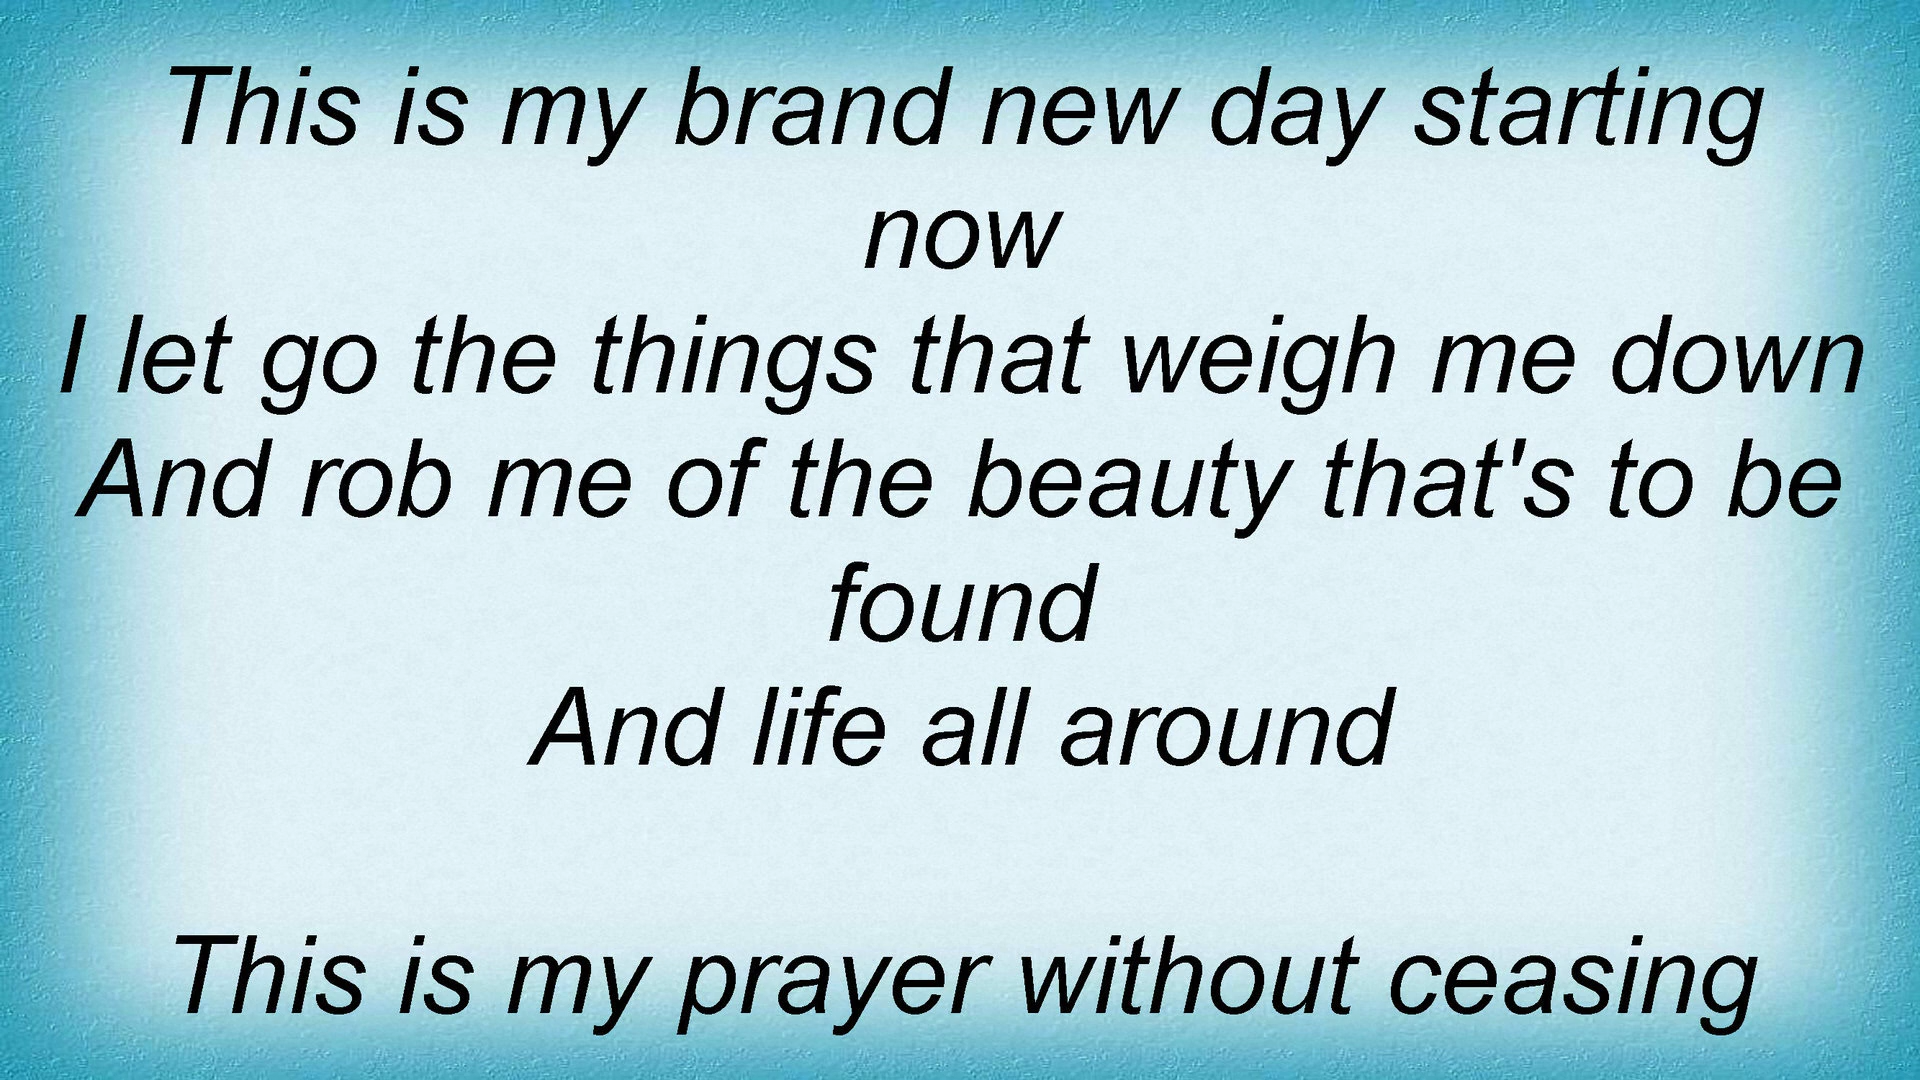 This is my brand new day starting
now
I let go the things that weigh me down
And rob me of the beauty that's to be
found
And life all around
This is my prayer without ceasing